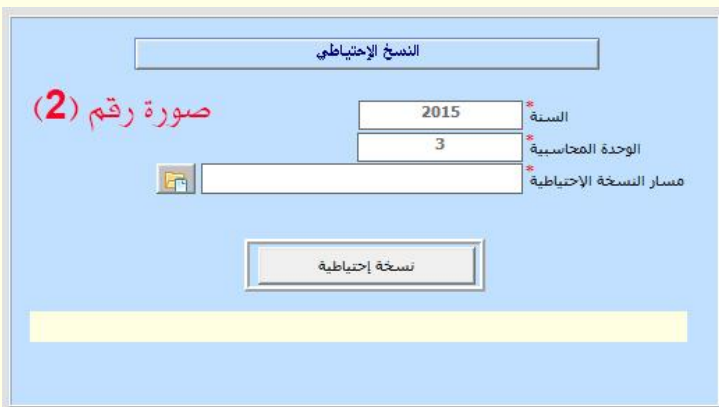 النسخ الإحتياطي
صورة رقم (2)
السنة* 2015
الوحدة المحاسبية* 3
مسار النسخة الإحتياطية*
نسخة إحتياطية